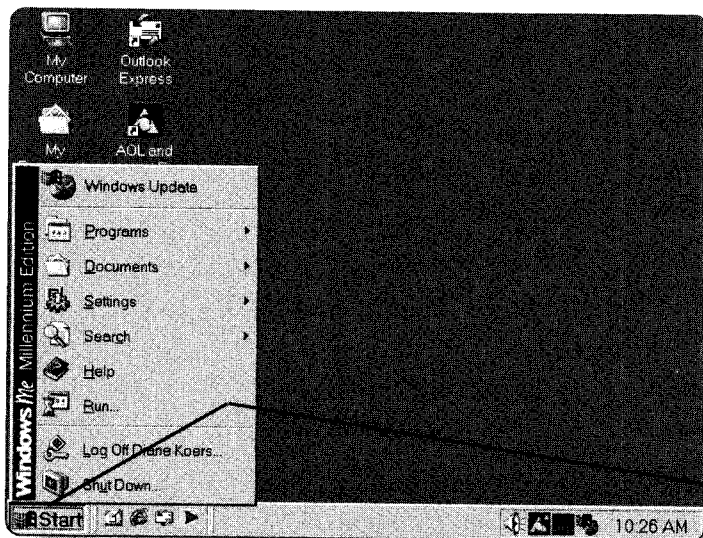 My Computer
Outlook Express
My
AOL and
Windows Update
Programs
Documents
Settings
Search
Help
Run...
Log Off Diane Koers...
Shut Down...
Windows Me Millennium Edition
Start
10:26 AM